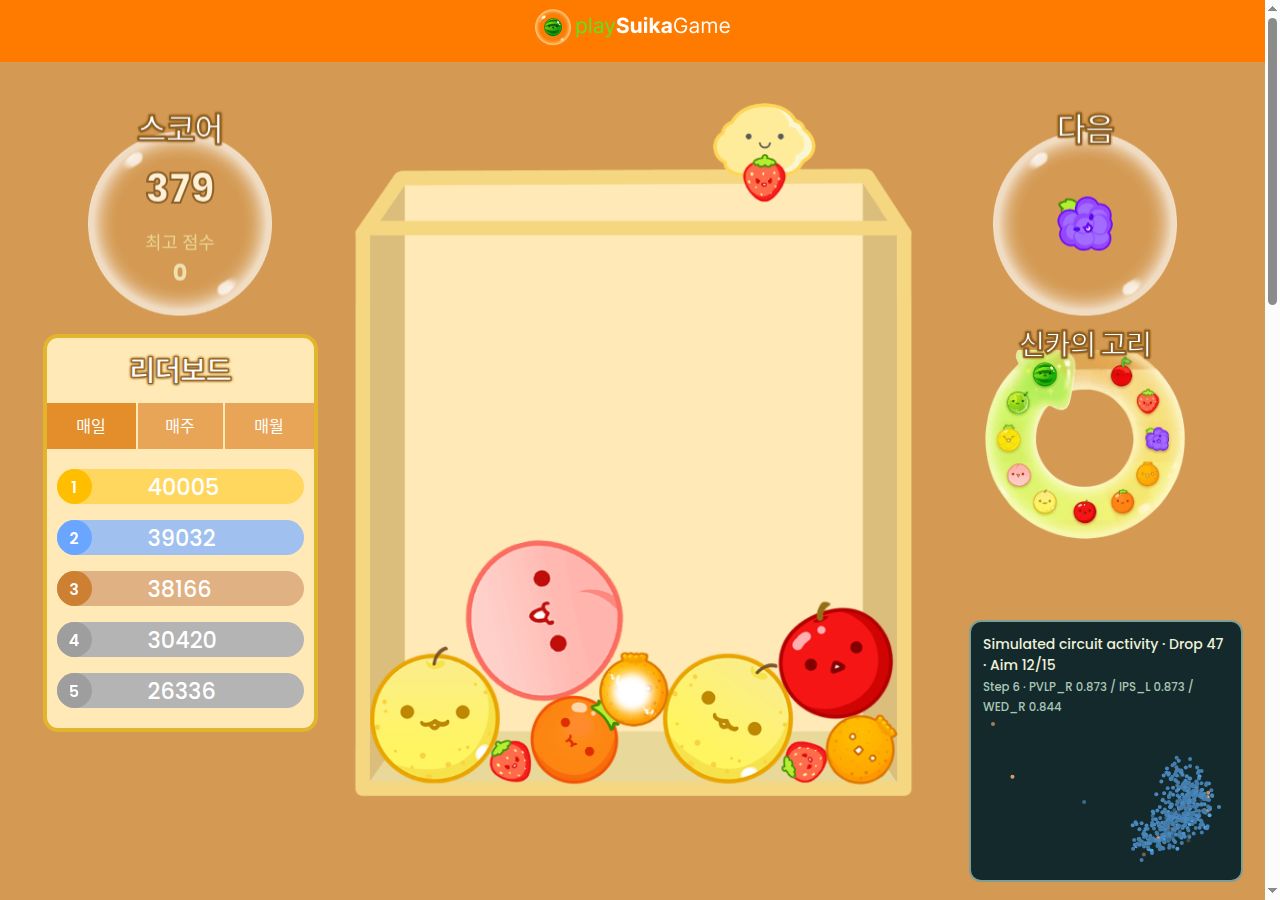 playSuikaGame
스코어
379
최고 점수
0
리더보드
매일 매주 매월
1 40005
2 39032
3 38166
4 30420
5 26336
다음
신카의 고리
Simulated circuit activity · Drop 47
· Aim 12/15
Step 6 · PVLP_R 0.873 / IPS_L 0.873 /
WED_R 0.844